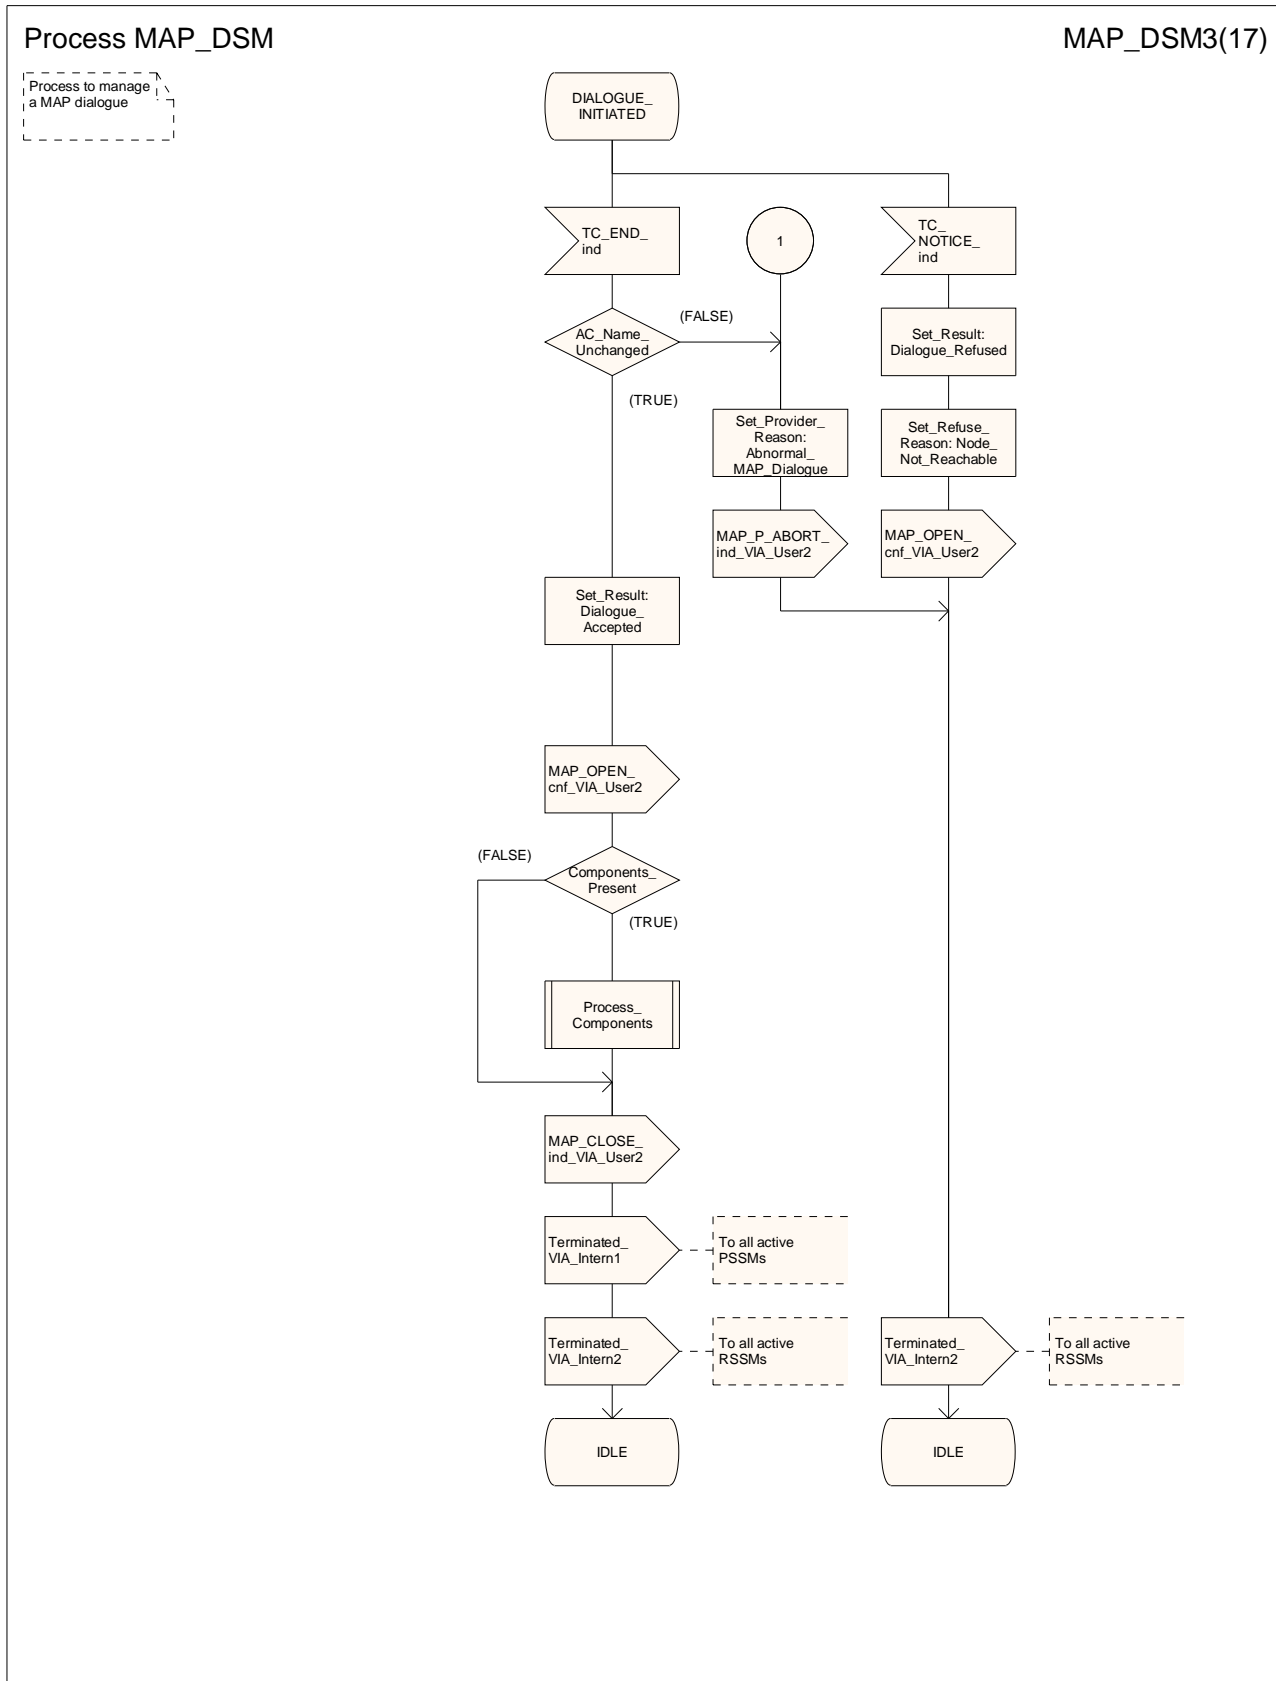 Process MAP_DSM
MAP_DSM3(17)
Process to manage
a MAP dialogue
DIALOGUE_
INITIATED
TC_END_
ind
1
TC_
NOTICE_
ind
AC_Name_
Unchanged
(FALSE)
(TRUE)
Set_Result:
Dialogue_Refused
Set_Provider_
Reason:
Abnormal_
MAP_Dialogue
Set_Refuse_
Reason: Node_
Not_Reachable
MAP_P_ABORT_
ind_VIA_User2
MAP_OPEN_
cnf_VIA_User2
Set_Result:
Dialogue_
Accepted
MAP_OPEN_
cnf_VIA_User2
(FALSE)
Components_
Present
(TRUE)
Process_
Components
MAP_CLOSE_
ind_VIA_User2
Terminated_
VIA_Intern1
To all active
PSSMs
Terminated_
VIA_Intern2
To all active
RSSMs
Terminated_
VIA_Intern2
To all active
RSSMs
IDLE
IDLE